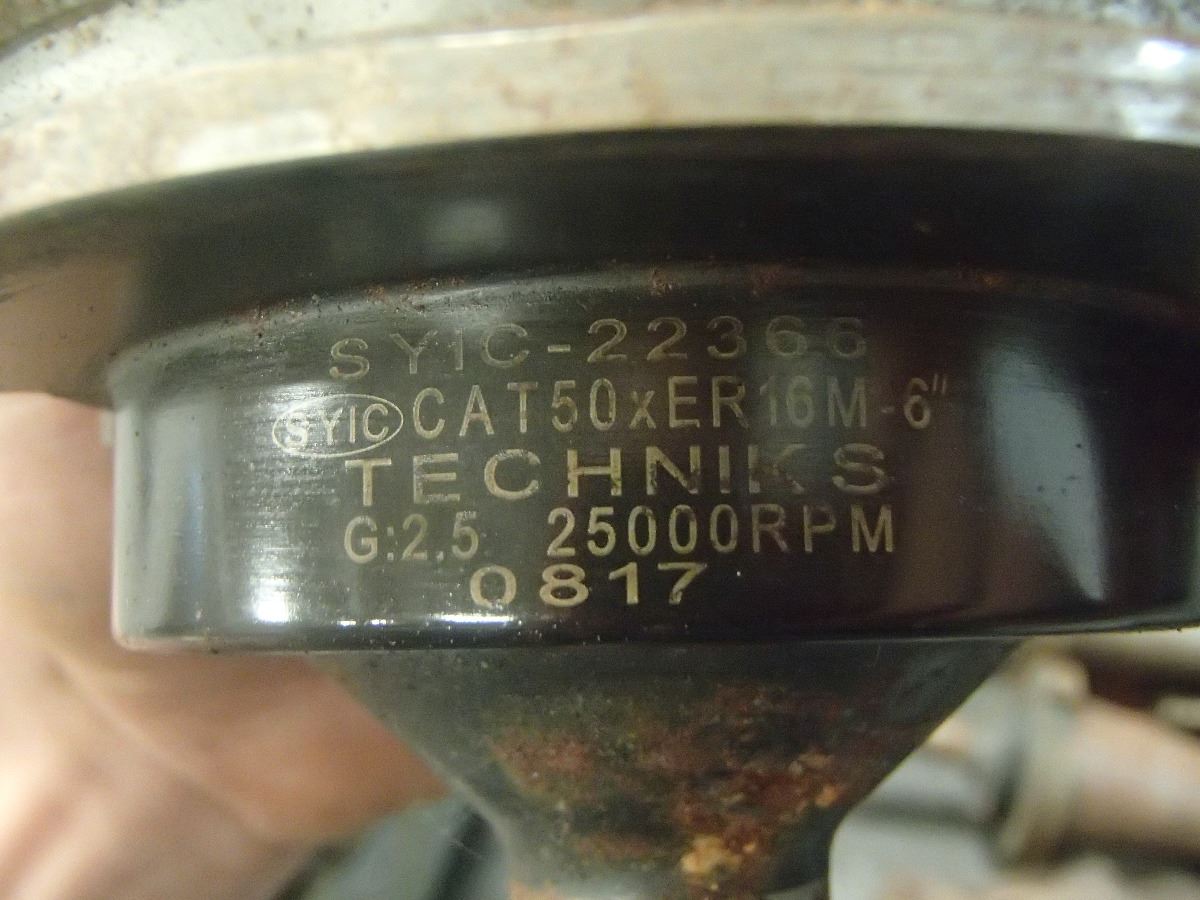 SYIC-22366
SYIC CAT50xER16M-6"
TECHNIKS
G:2.5 25000RPM
0817